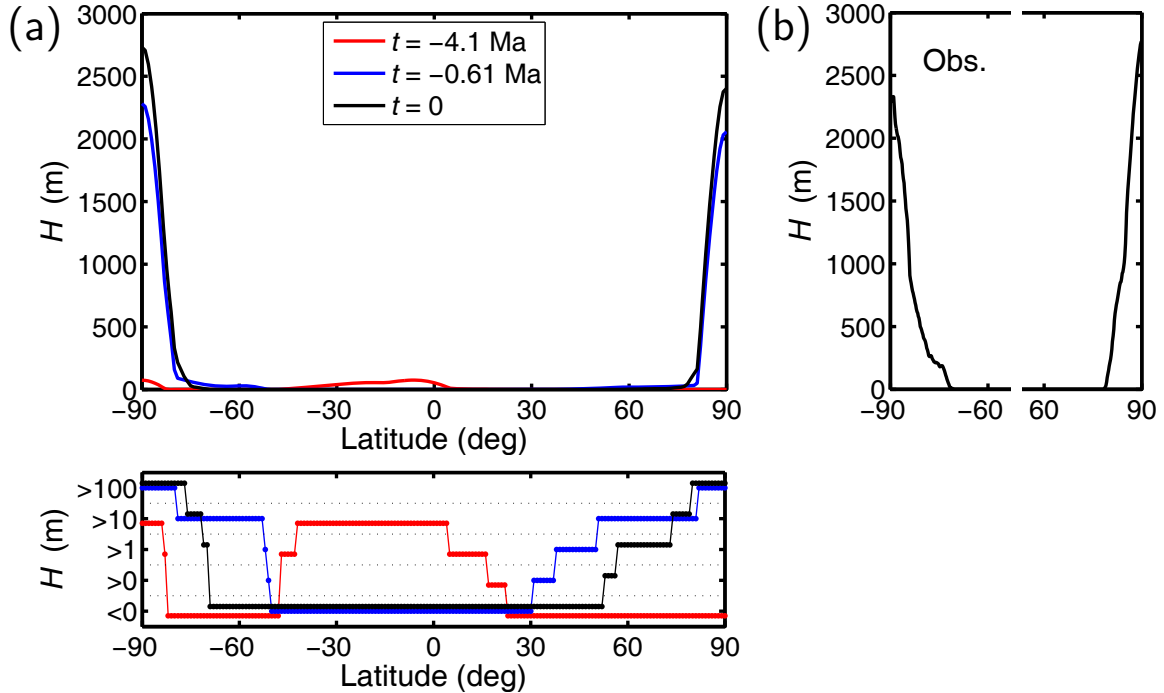 (a)
3000
2500
2000
1500
1000
500
0
H (m)
t = −4.1 Ma
t = −0.61 Ma
t = 0
−90 −60 −30 0 30 60 90
Latitude (deg)
(b)
3000
2500
2000
1500
1000
500
0
H (m)
Obs.
−90 −60 60 90
>100
>10
>1
>0
<0
H (m)
−90 −60 −30 0 30 60 90
Latitude (deg)